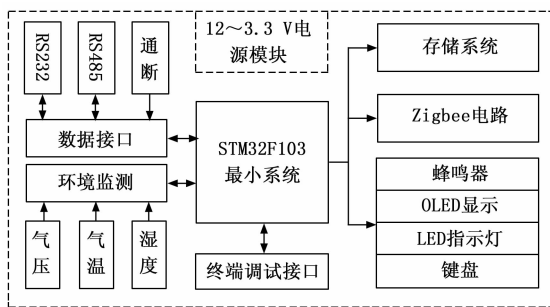 RS232
RS485
通断
12～3.3 V电
源模块
存储系统
数据接口
STM32F103
最小系统
Zigbee电路
环境监测
蜂鸣器
OLED显示
LED指示灯
键盘
气压
气温
湿度
终端调试接口